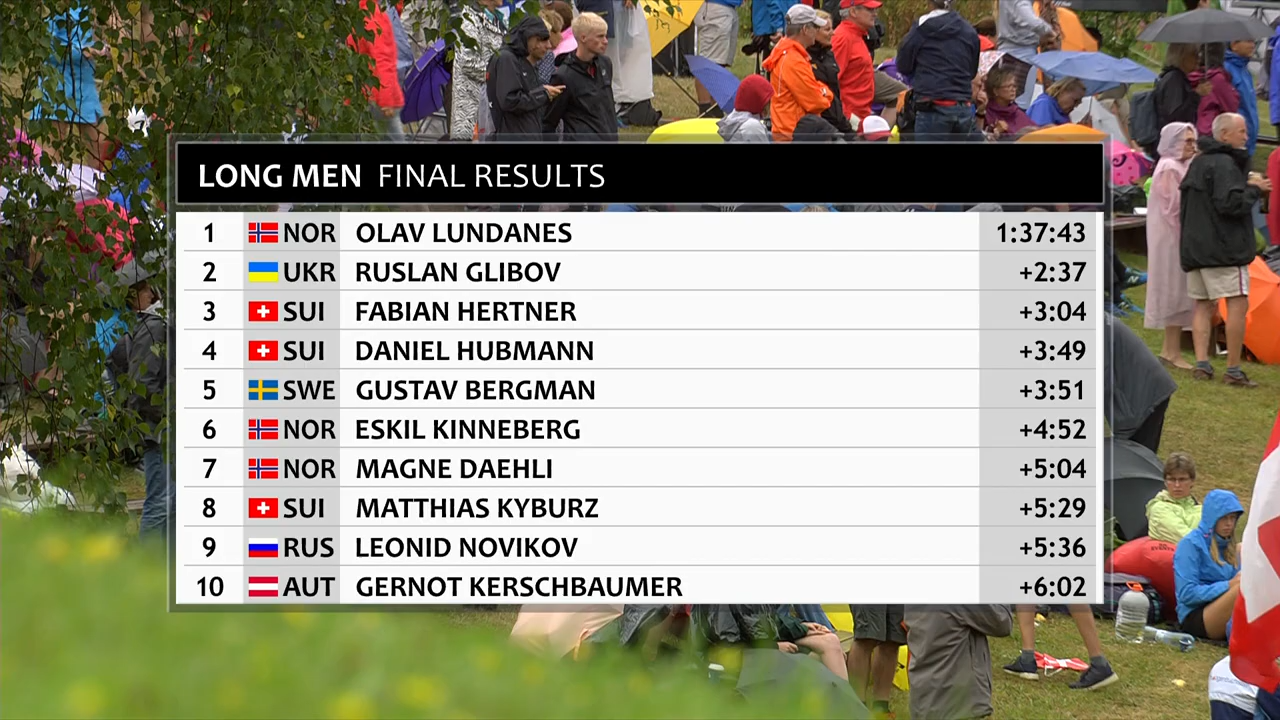 LONG MEN FINAL RESULTS
1 NOR OLAV LUNDANES 1:37:43
2 UKR RUSLAN GLIBOV +2:37
3 SUI FABIAN HERTNER +3:04
4 SUI DANIEL HUBMANN +3:49
5 SWE GUSTAV BERGMAN +3:51
6 NOR ESKIL KINNEBERG +4:52
7 NOR MAGNE DAEHLI +5:04
8 SUI MATTHIAS KYBURZ +5:29
9 RUS LEONID NOVIKOV +5:36
10 AUT GERNOT KERSCHBAUMER +6:02